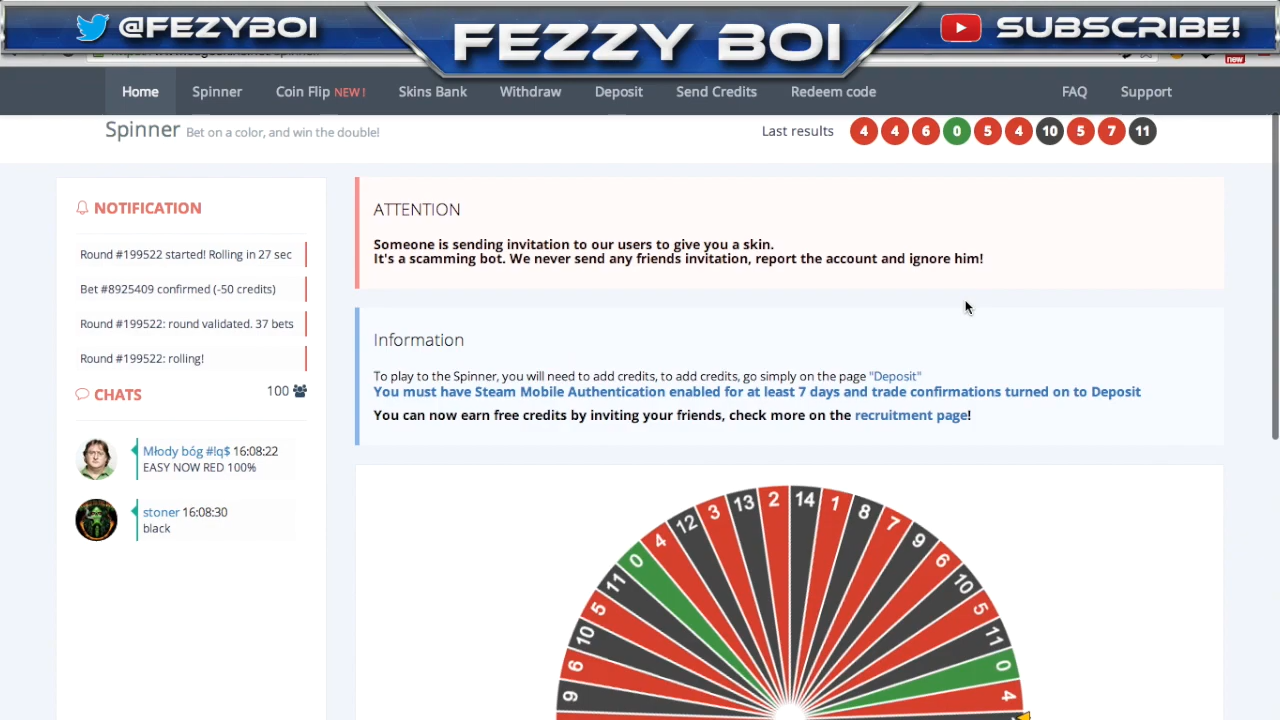 @FEZYBOI
FEZZY BOI
SUBSCRIBE!
new
Home Spinner Coin Flip NEW! Skins Bank Withdraw Deposit Send Credits Redeem code FAQ Support
Spinner Bet on a color, and win the double!
Last results 4 4 6 0 5 4 10 5 7 11
NOTIFICATION
Round #199522 started! Rolling in 27 sec
Bet #8925409 confirmed (-50 credits)
Round #199522: round validated. 37 bets
Round #199522: rolling!
CHATS 100
Młody bóg #!q$ 16:08:22
EASY NOW RED 100%
stoner 16:08:30
black
ATTENTION
Someone is sending invitation to our users to give you a skin.
It's a scamming bot. We never send any friends invitation, report the account and ignore him!
Information
To play to the Spinner, you will need to add credits, to add credits, go simply on the page "Deposit"
You must have Steam Mobile Authentication enabled for at least 7 days and trade confirmations turned on to Deposit
You can now earn free credits by inviting your friends, check more on the recruitment page!
9 6 10 5 11 0 4 12 3 13 2 14 1 8 7 9 6 10 5 11 0 4